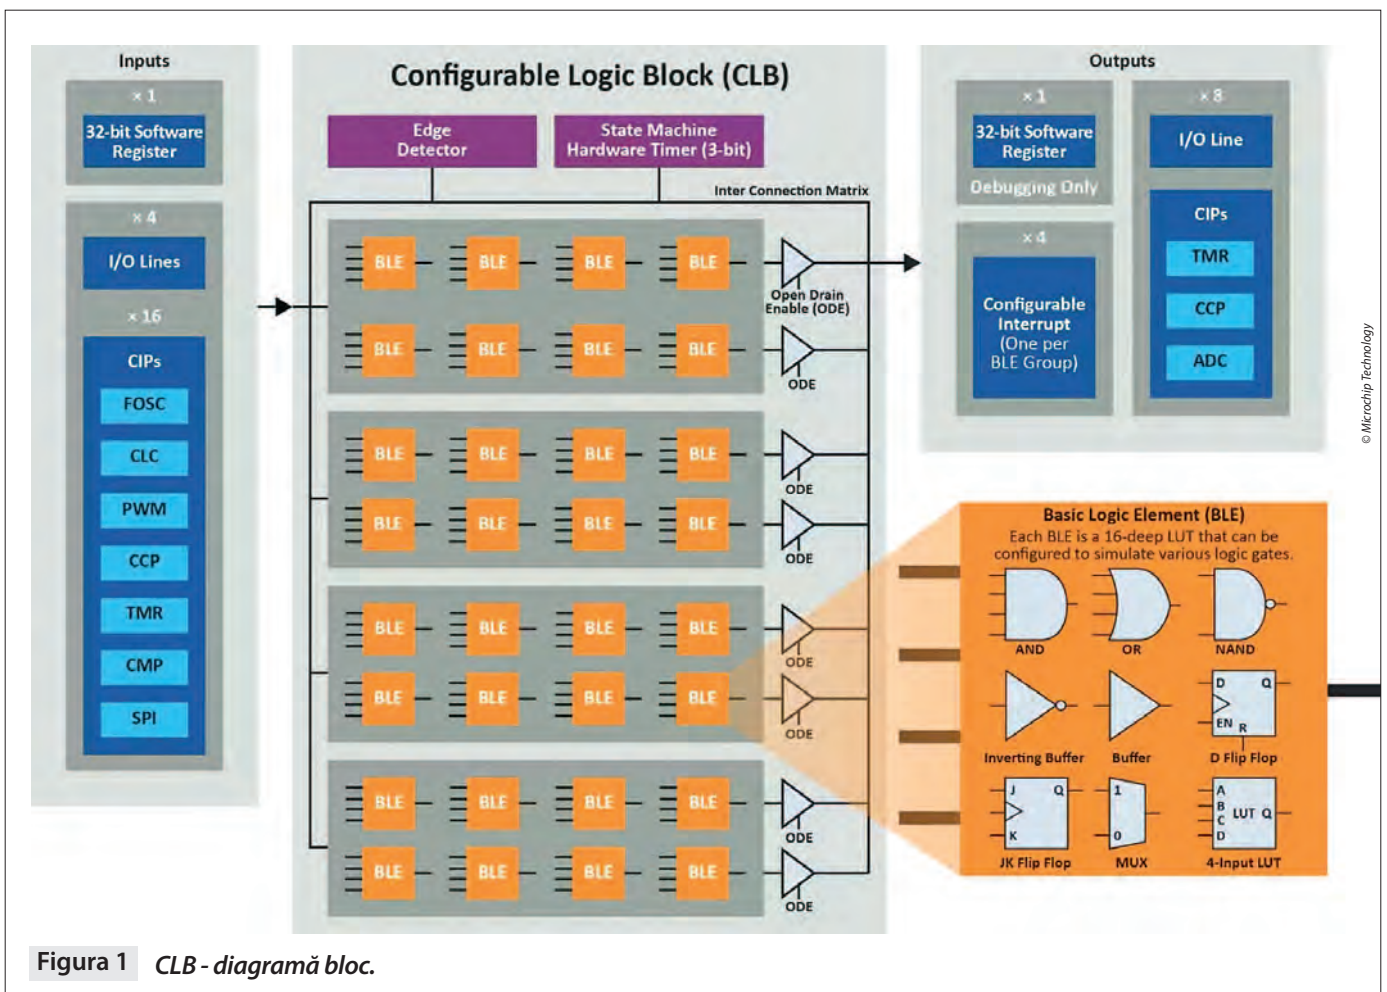 Inputs
× 1
32-bit Software
Register
× 4
I/O Lines
× 16
CIPs
FOSC
CLC
PWM
CCP
TMR
CMP
SPI
Configurable Logic Block (CLB)
Edge
Detector
State Machine
Hardware Timer (3-bit)
Inter Connection Matrix
BLE BLE BLE BLE
Open Drain
Enable (ODE)
BLE BLE BLE BLE
ODE
BLE BLE BLE BLE
ODE
BLE BLE BLE BLE
ODE
BLE BLE BLE BLE
ODE
BLE BLE BLE BLE
ODE
BLE BLE BLE BLE
ODE
BLE BLE BLE BLE
ODE
Outputs
× 1
32-bit Software
Register
Debugging Only
× 4
Configurable
Interrupt
(One per
BLE Group)
× 8
I/O Line
CIPs
TMR
CCP
ADC
© Microchip Technology
Basic Logic Element (BLE)
Each BLE is a 16-deep LUT that can be
configured to simulate various logic gates.
AND
OR
NAND
Inverting Buffer
Buffer
D Q
EN R
D Flip Flop
J Q
K
JK Flip Flop
1
0
MUX
A
B
C
D
LUT Q
4-Input LUT
Figura 1 CLB - diagramă bloc.